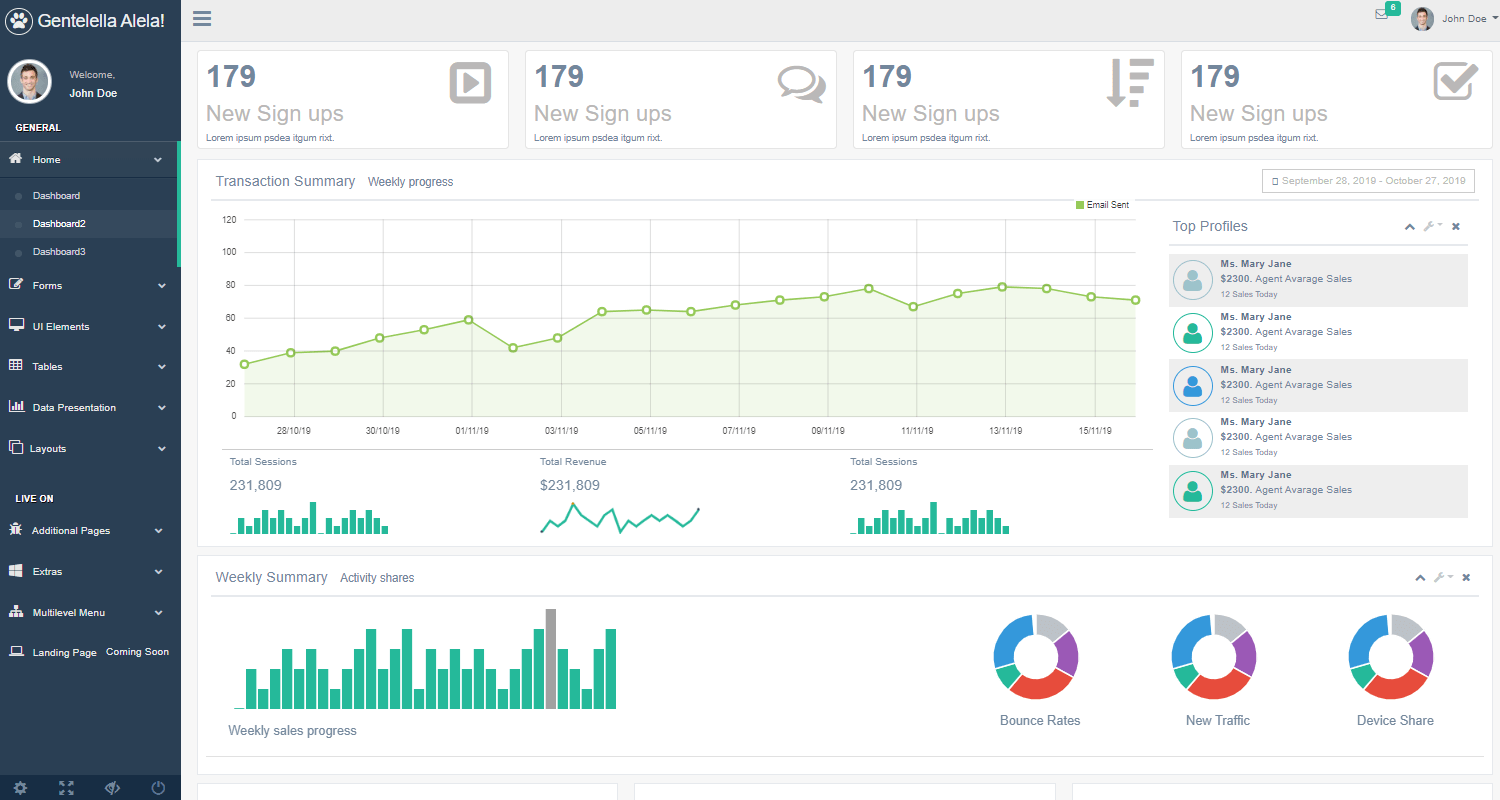 Gentelella Alela!
6
John Doe
Welcome,
John Doe
GENERAL
Home
Dashboard
Dashboard2
Dashboard3
Forms
UI Elements
Tables
Data Presentation
Layouts
LIVE ON
Additional Pages
Extras
Multilevel Menu
Landing Page Coming Soon
179
New Sign ups
Lorem ipsum psdea itgum rixt.
179
New Sign ups
Lorem ipsum psdea itgum rixt.
179
New Sign ups
Lorem ipsum psdea itgum rixt.
179
New Sign ups
Lorem ipsum psdea itgum rixt.
Transaction Summary Weekly progress
September 28, 2019 - October 27, 2019
Email Sent
120
100
80
60
40
20
0
28/10/19 30/10/19 01/11/19 03/11/19 05/11/19 07/11/19 09/11/19 11/11/19 13/11/19 15/11/19
Total Sessions
231,809
Total Revenue
$231,809
Total Sessions
231,809
Top Profiles
Ms. Mary Jane
$2300. Agent Avarage Sales
12 Sales Today
Ms. Mary Jane
$2300. Agent Avarage Sales
12 Sales Today
Ms. Mary Jane
$2300. Agent Avarage Sales
12 Sales Today
Ms. Mary Jane
$2300. Agent Avarage Sales
12 Sales Today
Ms. Mary Jane
$2300. Agent Avarage Sales
12 Sales Today
Weekly Summary Activity shares
Weekly sales progress
Bounce Rates
New Traffic
Device Share